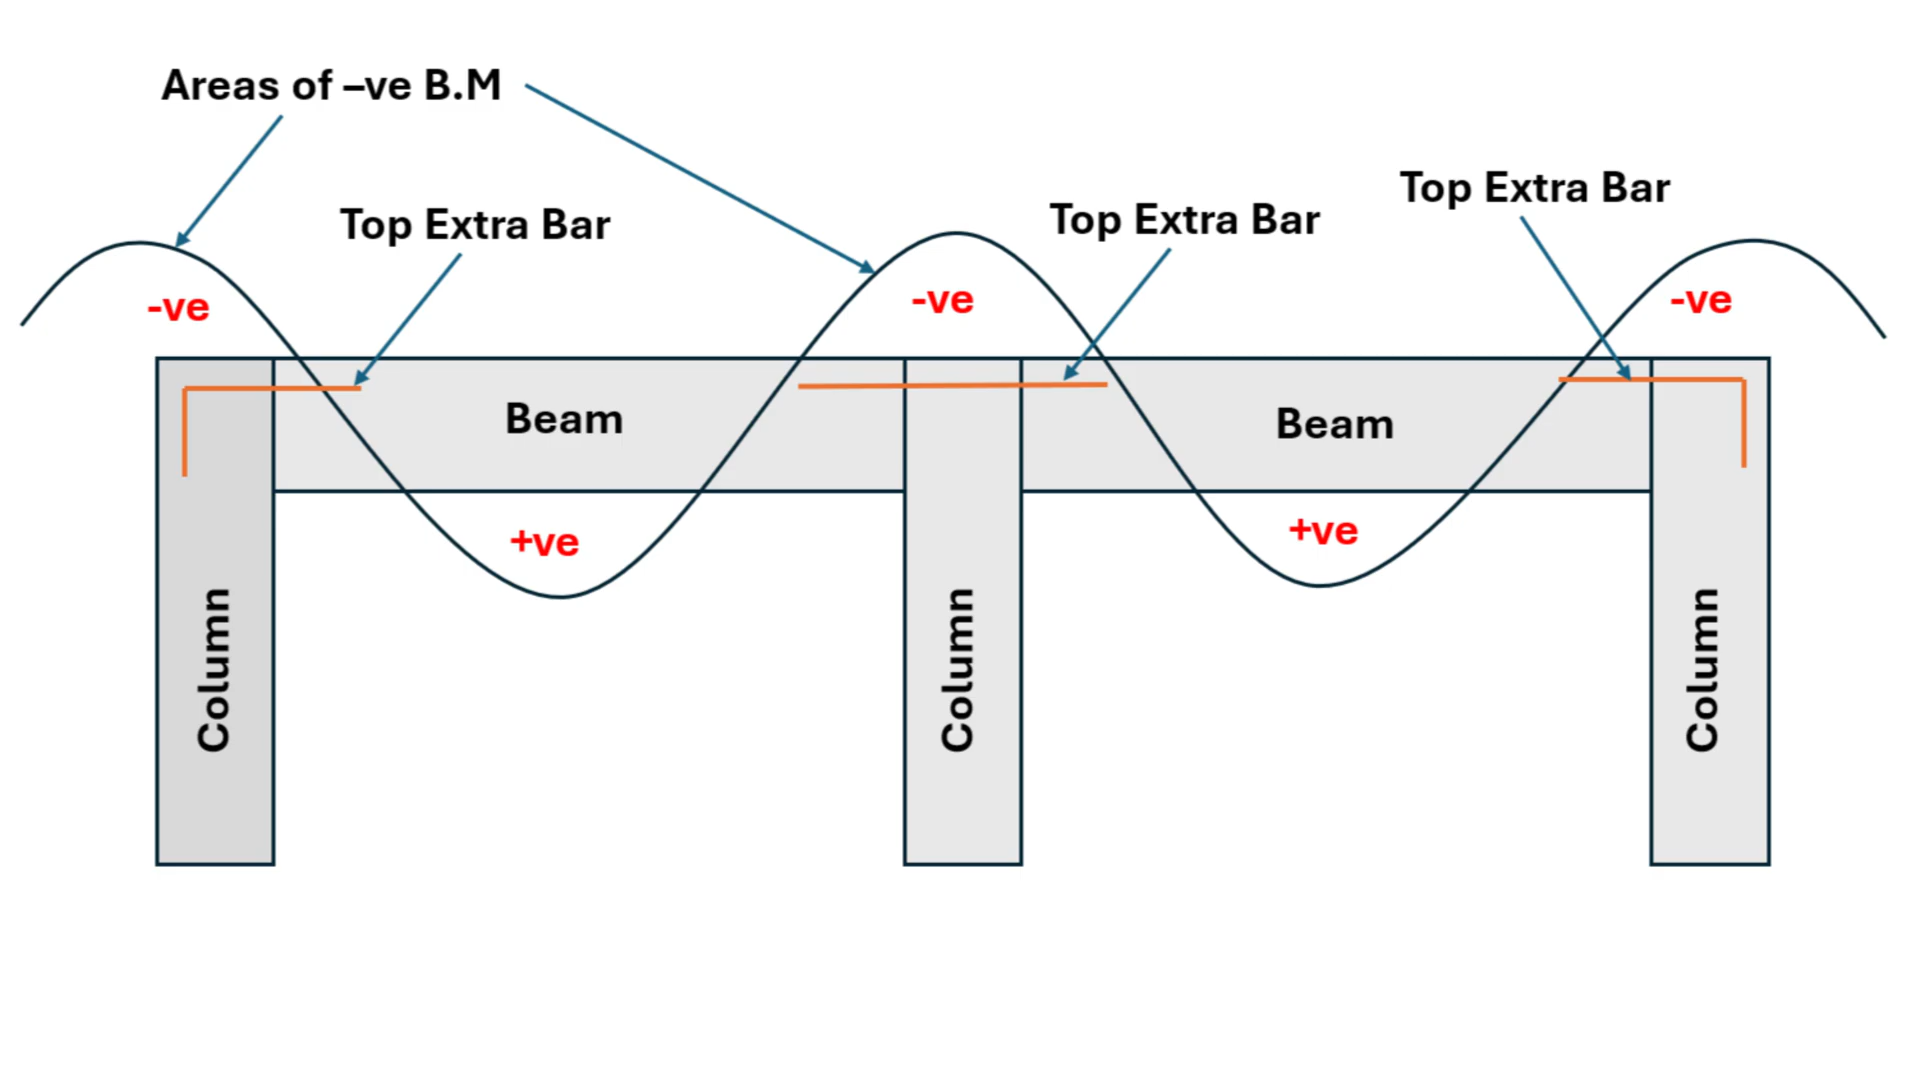 Areas of –ve B.M
Top Extra Bar
Top Extra Bar
Top Extra Bar
-ve
-ve
-ve
Beam
Beam
+ve
+ve
Column
Column
Column